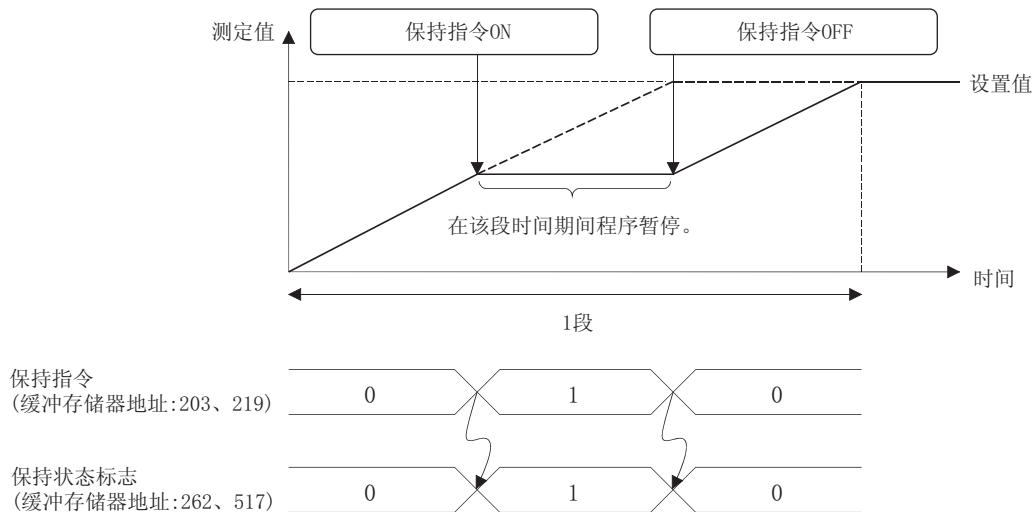 测定值
保持指令ON
保持指令OFF
设置值
在该段时间期间程序暂停。
时间
1段
保持指令
(缓冲存储器地址:203、219)
0
1
0
保持状态标志
(缓冲存储器地址:262、517)
0
1
0